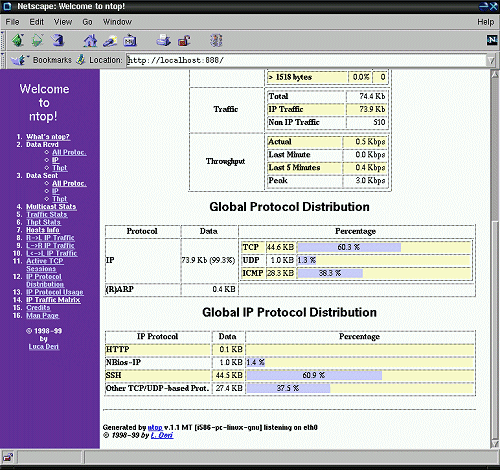 Netscape: Welcome to ntop!
File Edit View Go Window Help
Bookmarks Location: http://localhost:888/
Welcome
to
ntop!
1. What's ntop?
2. Data Rcvd
All Protoc.
IP
Thpt
3. Data Sent
All Protoc.
IP
Thpt
4. Multicast Stats
5. Traffic Stats
6. Thpt Stats
7. Hosts Info
8. R->L IP Traffic
9. L->R IP Traffic
10. L<->L IP Traffic
11. Active TCP
Sessions
12. IP Protocol
Distribution
13. IP Protocol Usage
14. IP Traffic Matrix
15. Credits
16. Man Page
© 1998-99
by
Luca Deri
> 1518 bytes 0.0% 0
Traffic
Total 74.4 Kb
IP Traffic 73.9 Kb
Non IP Traffic 510
Throughput
Actual 0.5 Kbps
Last Minute 0.0 Kbps
Last 5 Minutes 0.4 Kbps
Peak 3.0 Kbps
Global Protocol Distribution
Protocol Data Percentage
IP 73.9 Kb (99.3%)
TCP 44.6 KB 60.3 %
UDP 1.0 KB 1.3 %
ICMP 28.3 KB 38.3 %
(R)ARP 0.4 KB
Global IP Protocol Distribution
IP Protocol Data Percentage
HTTP 0.1 KB
NBios-IP 1.0 KB 1.4 %
SSH 44.5 KB 60.9 %
Other TCP/UDP-based Prot. 27.4 KB 37.5 %
Generated by ntop v.1.1 MT [i586-pc-linux-gnu] listening on eth0
© 1998-99 by L. Deri